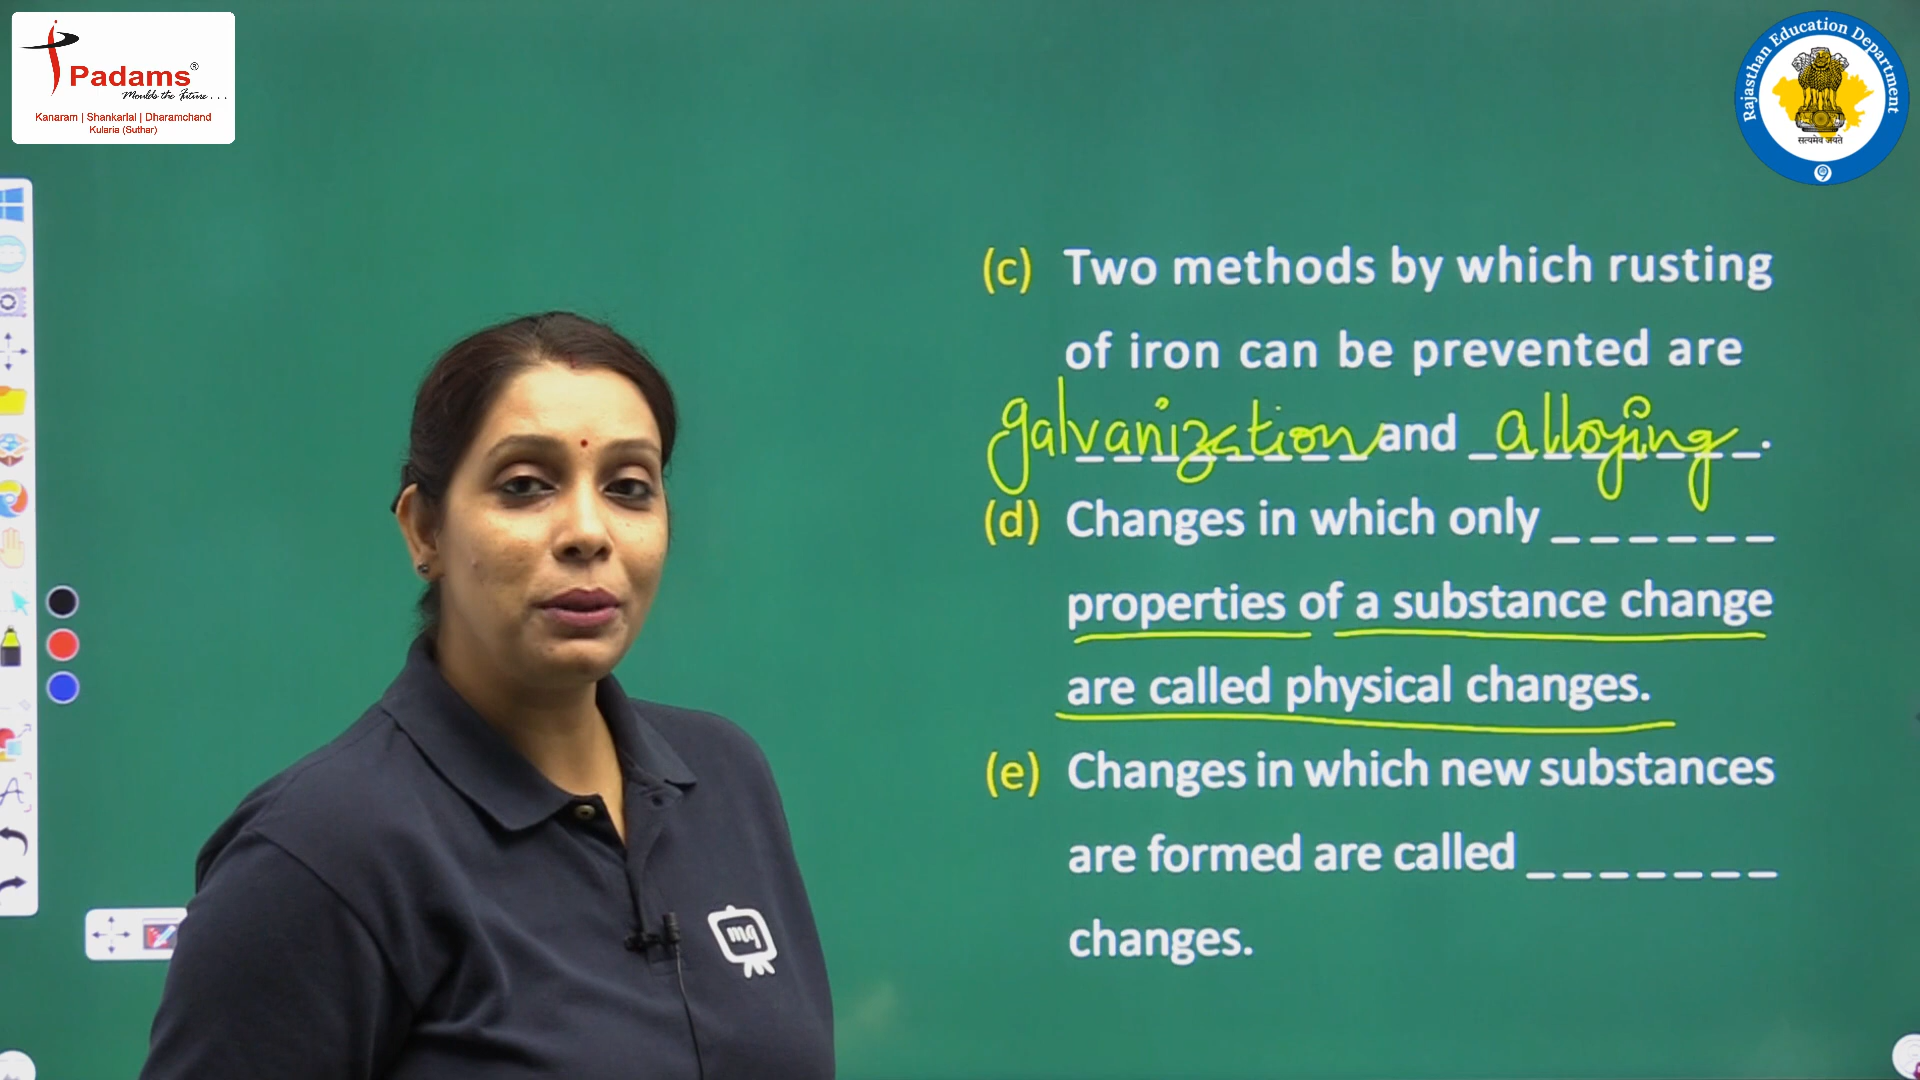 Padams®
Moulds the Future . . .
Kanaram | Shankarlal | Dharamchand
Kularia (Suthar)
Rajasthan Education Department
सत्यमेव जयते
(c) Two methods by which rusting
of iron can be prevented are
galvanization and alloying.
(d) Changes in which only ______
properties of a substance change
are called physical changes.
(e) Changes in which new substances
are formed are called _______
changes.
mq